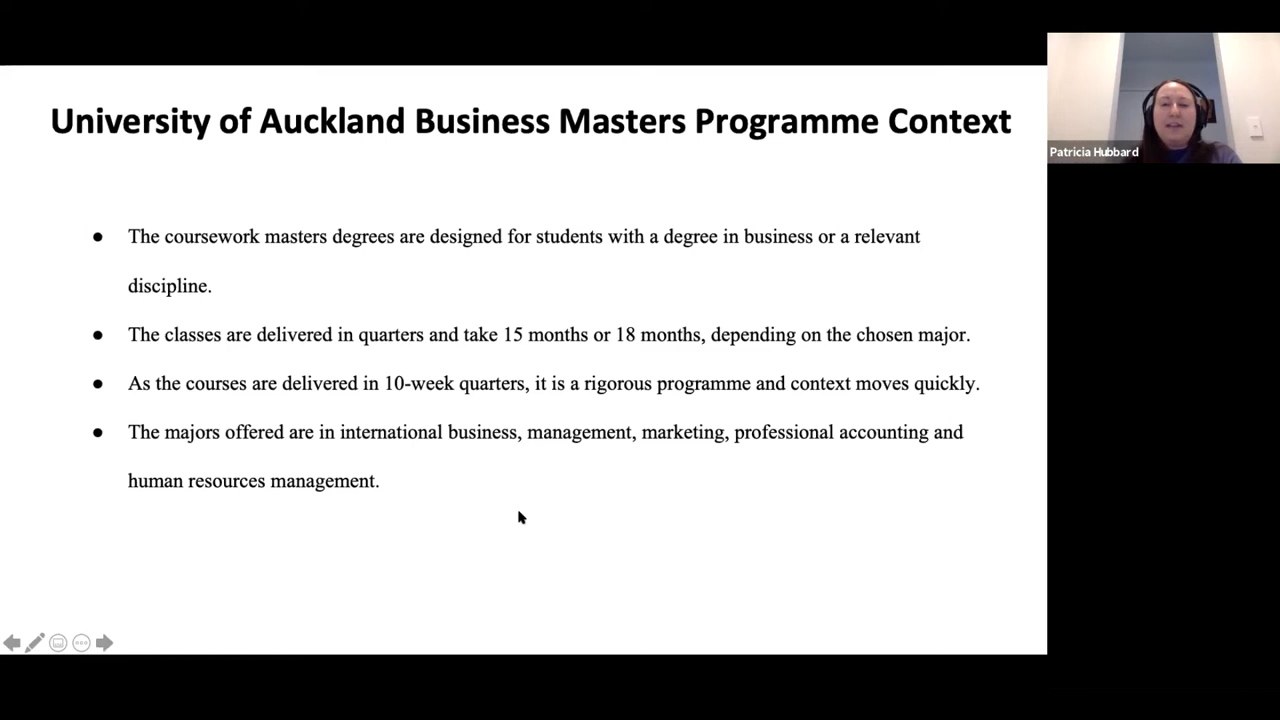 University of Auckland Business Masters Programme Context
Patricia Hubbard
● The coursework masters degrees are designed for students with a degree in business or a relevant
discipline.
● The classes are delivered in quarters and take 15 months or 18 months, depending on the chosen major.
● As the courses are delivered in 10-week quarters, it is a rigorous programme and context moves quickly.
● The majors offered are in international business, management, marketing, professional accounting and
human resources management.